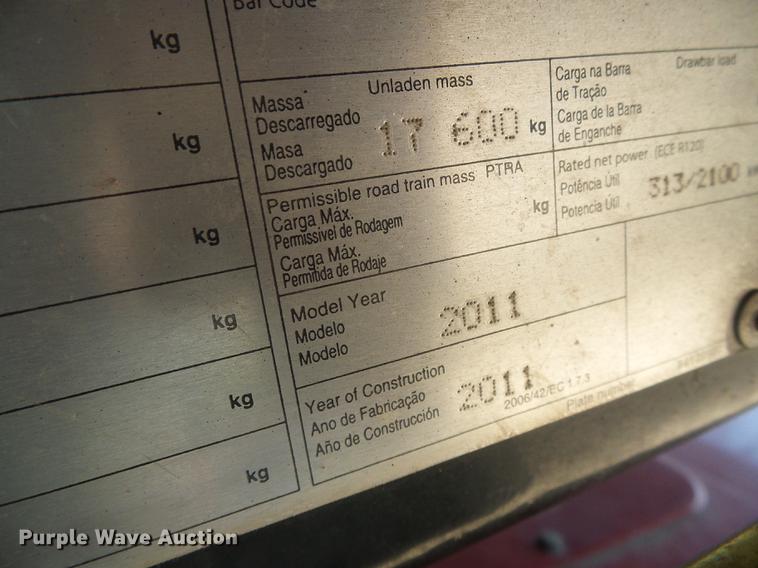 Bar Code
kg
kg
kg
kg
kg
kg
Unladen mass
Massa
Descarregado
Masa
Descargado
17 600 kg
Carga na Barra
de Tração
Carga de la Barra
de Enganche
Drawbar load
Permissible road train mass PTRA
Carga Máx.
Permissivel de Rodagem
Carga Máx.
Permitida de Rodaje
kg
Rated net power (ECE R120)
Potência Útil
Potencia Útil
313/2100
Model Year
Modelo
Modelo
2011
Year of Construction
Ano de Fabricação
Año de Construcción
2011
2006/42/EC 1.7.3
Plate number
Purple Wave Auction